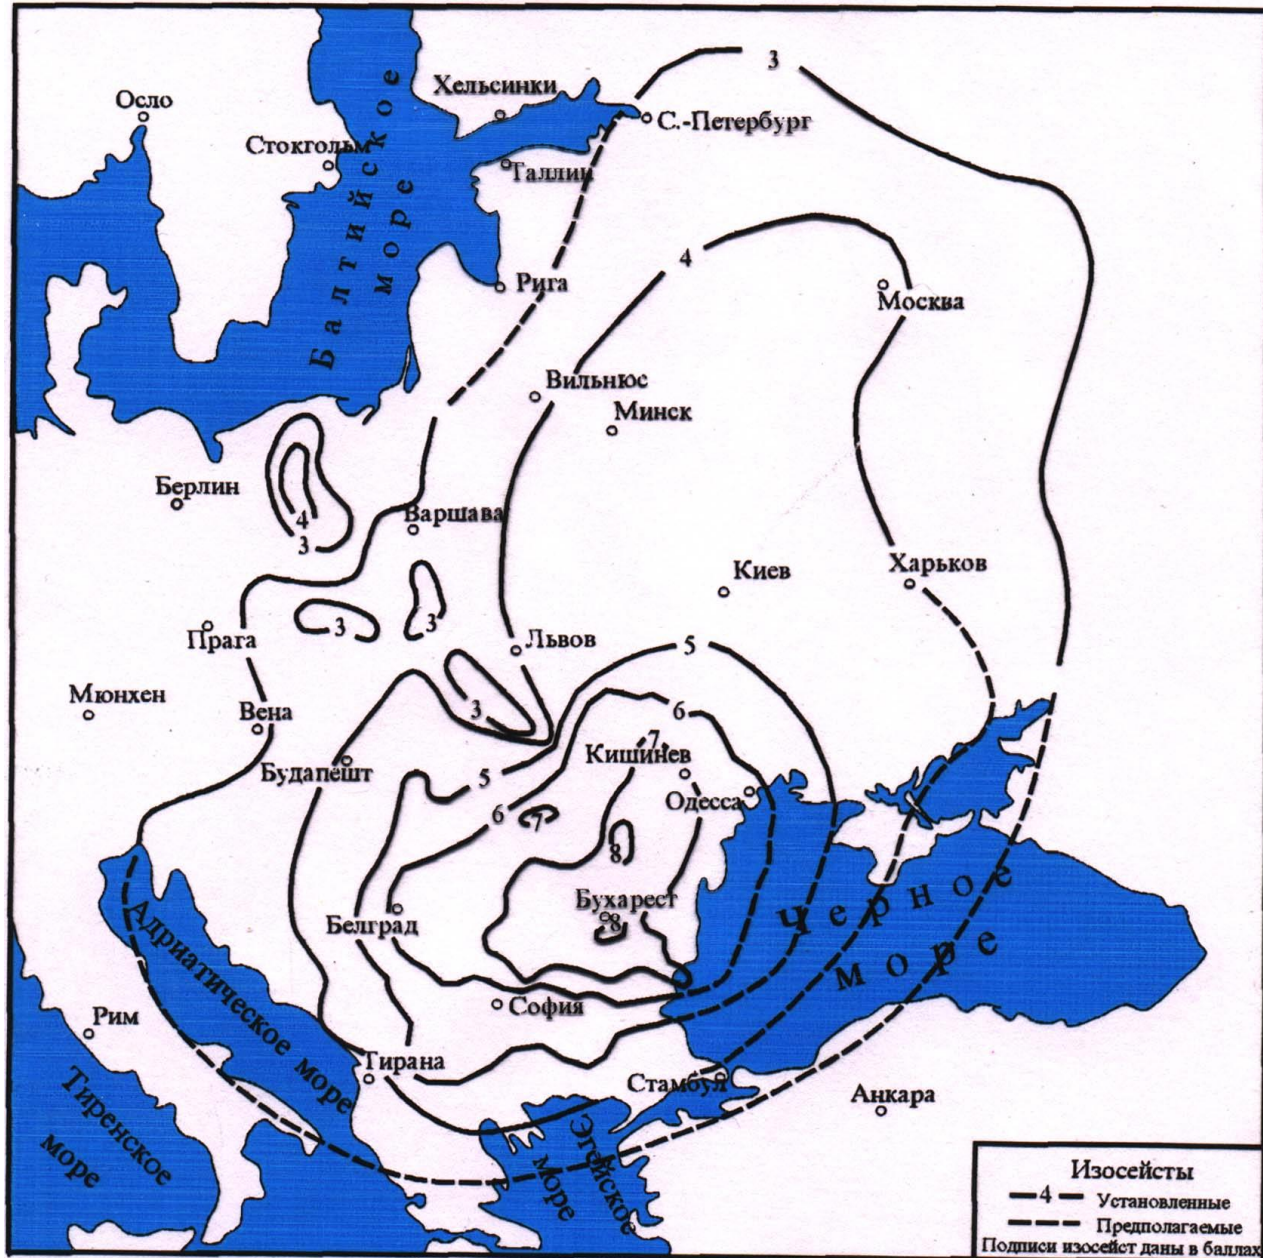 3
Хельсинки
Осло
С.-Петербург
Стокгольм
Таллин
Балтийское
море
4
Рига
Москва
Вильнюс
Минск
Берлин
4
Варшава
3
Харьков
Киев
3
3
Прага
Львов
5
Мюнхен
Вена
3
6
7
Кишинев
Будапешт
5
Одесса
6
7
8
Черное
море
Бухарест
8
Белград
Адриатическое море
София
Рим
Тирана
Стамбул
Анкара
Тиренское
море
Эгейское
море
Изосейсты
4 Установленные
Предполагаемые
Подписи изосейст даны в баллах